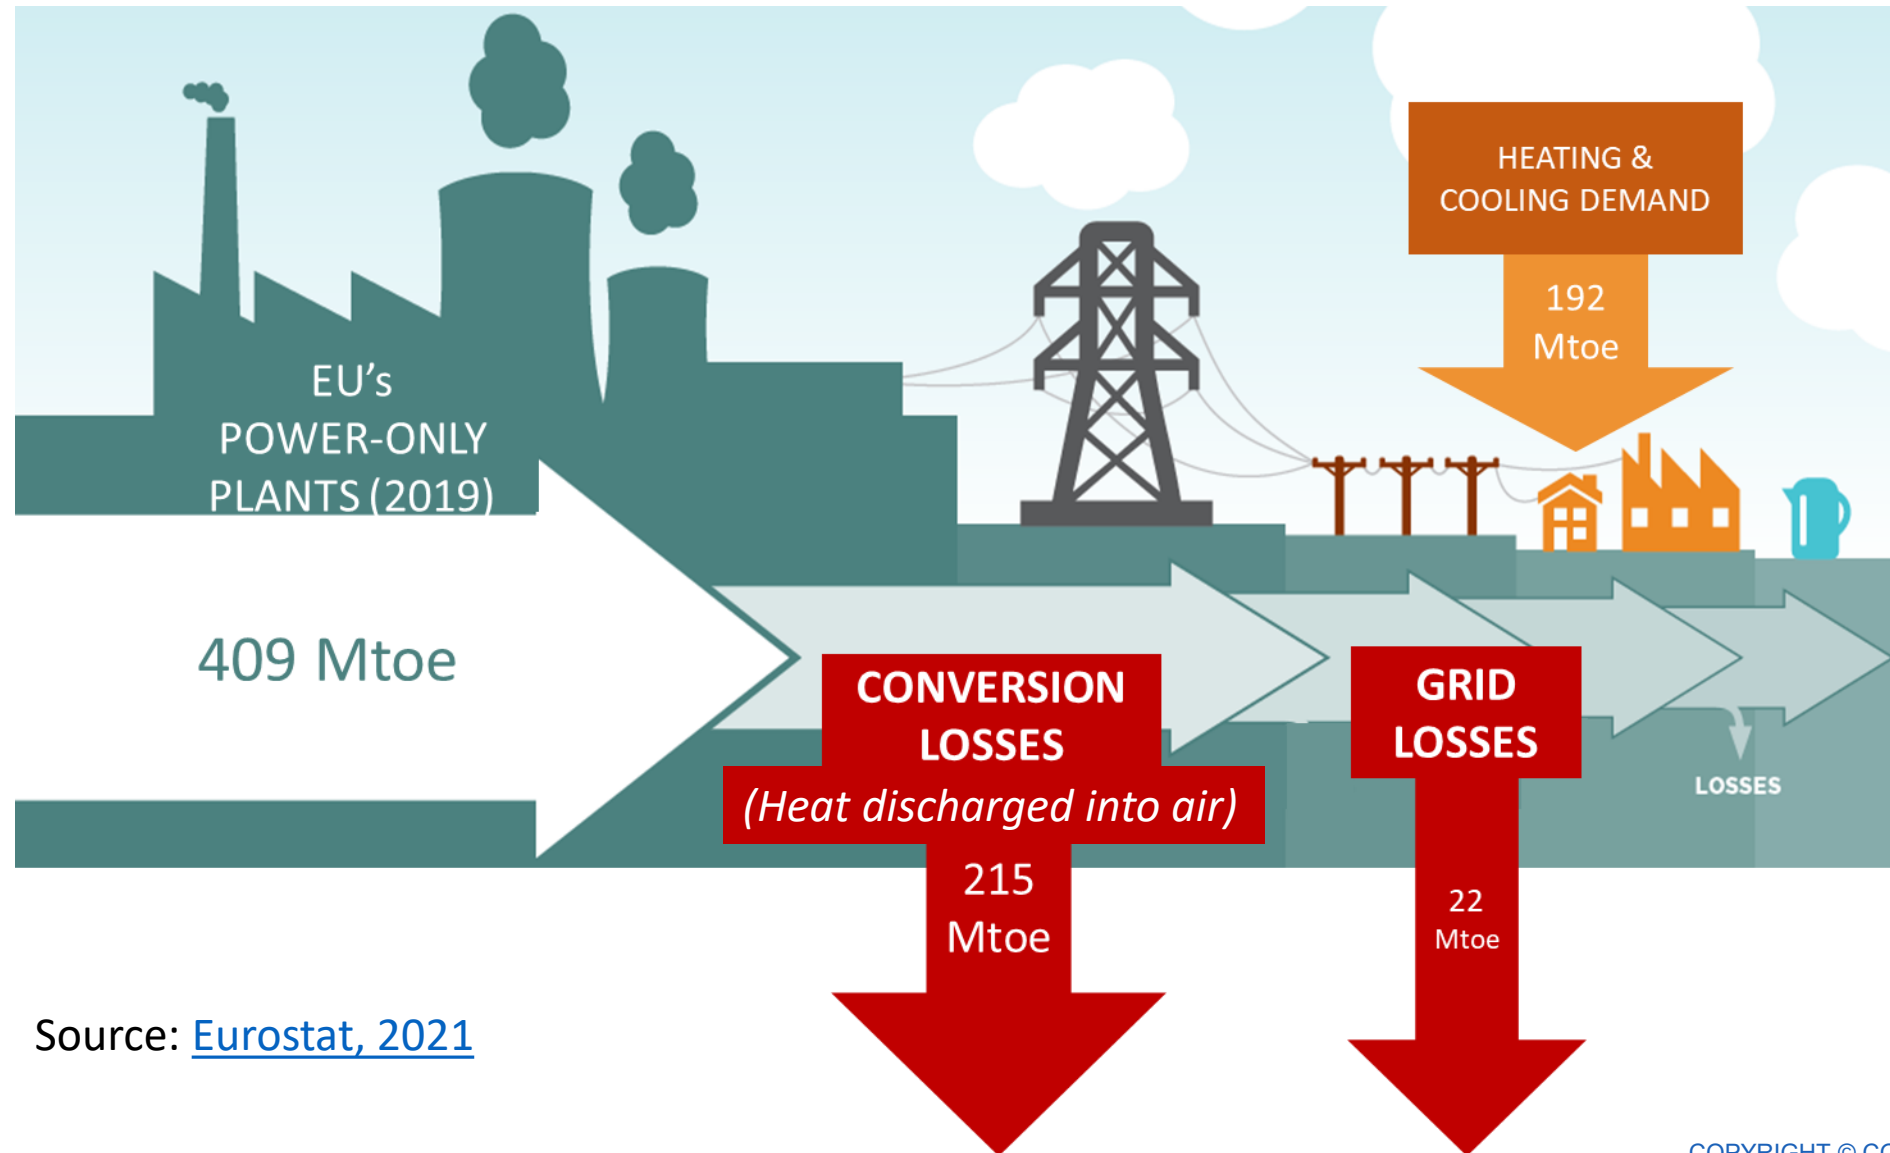 EU's
POWER-ONLY
PLANTS (2019)
409 Mtoe
HEATING &
COOLING DEMAND
192
Mtoe
CONVERSION
LOSSES
(Heat discharged into air)
215
Mtoe
GRID
LOSSES
22
Mtoe
LOSSES
Source: Eurostat, 2021
COPYRIGHT ©